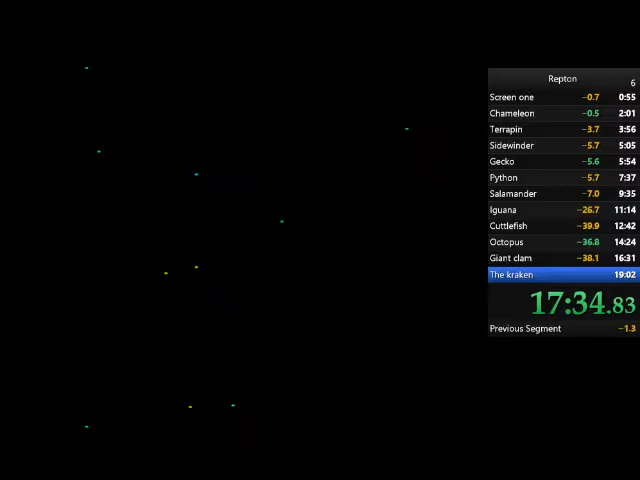 Repton
6
Screen one −0.7 0:55
Chameleon −0.5 2:01
Terrapin −3.7 3:56
Sidewinder −5.7 5:05
Gecko −5.6 5:54
Python −5.7 7:37
Salamander −7.0 9:35
Iguana −26.7 11:14
Cuttlefish −39.9 12:42
Octopus −36.8 14:24
Giant clam −38.1 16:31
The kraken 19:02
17:34.83
Previous Segment −1.3